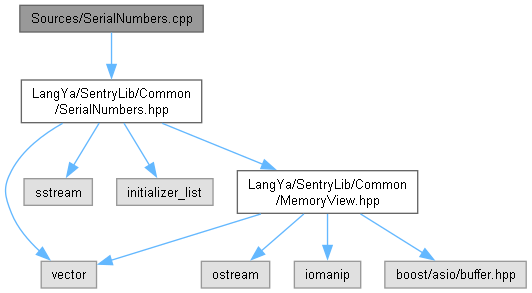 Sources/SerialNumbers.cpp
LangYa/SentryLib/Common
/SerialNumbers.hpp
sstream
initializer_list
LangYa/SentryLib/Common
/MemoryView.hpp
vector
ostream
iomanip
boost/asio/buffer.hpp